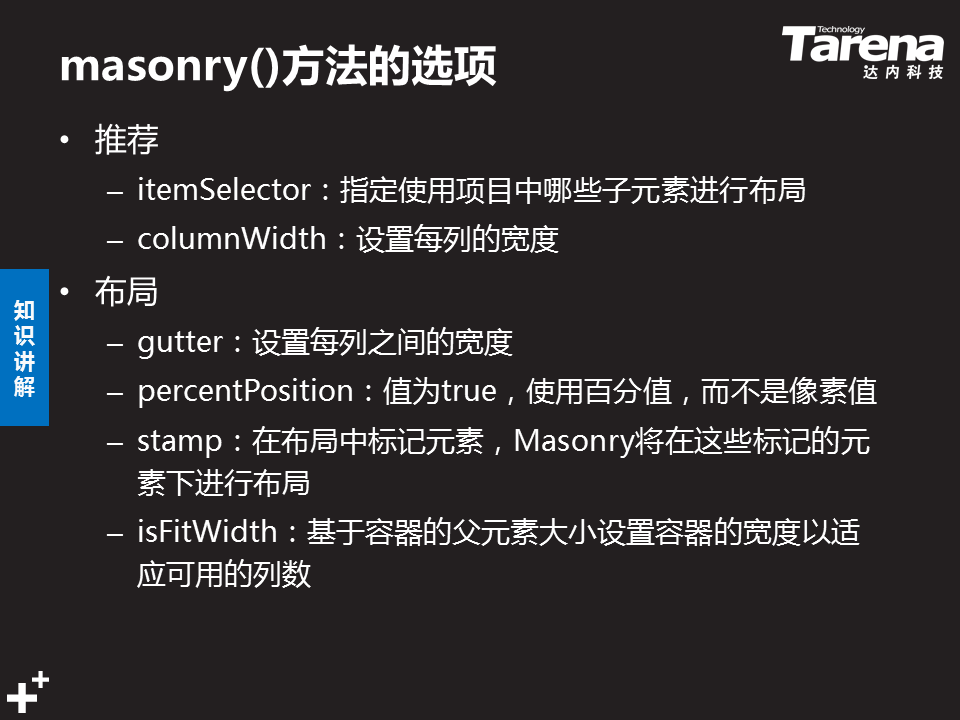 masonry()方法的选项
Technology
Tarena
达内科技
• 推荐
– itemSelector：指定使用项目中哪些子元素进行布局
– columnWidth：设置每列的宽度
• 布局
– gutter：设置每列之间的宽度
– percentPosition：值为true，使用百分值，而不是像素值
– stamp：在布局中标记元素，Masonry将在这些标记的元
素下进行布局
– isFitWidth：基于容器的父元素大小设置容器的宽度以适
应可用的列数
知
识
讲
解